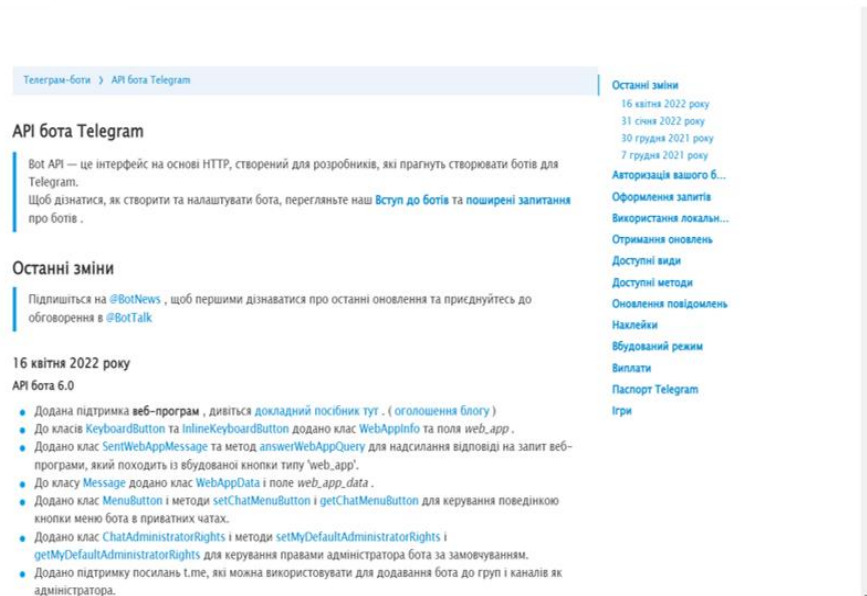 Телеграм-боти > API бота Telegram
API бота Telegram
Bot API — це інтерфейс на основі HTTP, створений для розробників, які прагнуть створювати ботів для
Telegram.
Щоб дізнатися, як створити та налаштувати бота, перегляньте наш Вступ до ботів та поширені запитання
про ботів .
Останні зміни
Підпишіться на @BotNews , щоб першими дізнаватися про останні оновлення та приєднуйтесь до
обговорення в @BotTalk
16 квітня 2022 року
API бота 6.0
Додана підтримка веб-програм , дивіться докладний посібник тут . ( оголошення блогу )
До класів KeyboardButton та InlineKeyboardButton додано клас WebAppInfo та поля web_app .
Додано клас SentWebAppMessage та метод answerWebAppQuery для надсилання відповіді на запит веб-
програми, який походить із вбудованої кнопки типу 'web_app'.
До класу Message додано клас WebAppData і поле web_app_data .
Додано клас MenuButton і методи setChatMenuButton і getChatMenuButton для керування поведінкою
кнопки меню бота в приватних чатах.
Додано клас ChatAdministratorRights і методи setMyDefaultAdministratorRights і
getMyDefaultAdministratorRights для керування правами адміністратора бота за замовчуванням.
Додано підтримку посилань t.me, які можна використовувати для додавання бота до груп і каналів як
адміністратора.
Останні зміни
16 квітня 2022 року
31 січня 2022 року
30 грудня 2021 року
7 грудня 2021 року
Авторизація вашого б...
Оформлення запитів
Використання локальн...
Отримання оновлень
Доступні види
Доступні методи
Оновлення повідомлень
Наклейки
Вбудований режим
Виплати
Паспорт Telegram
Ігри